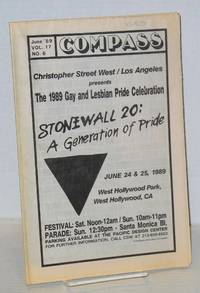 June '89
VOL. 17
NO. 6
COMPASS
Christopher Street West / Los Angeles
presents
The 1989 Gay and Lesbian Pride Celebration
STONEWALL 20:
A Generation of Pride
JUNE 24 & 25, 1989
West Hollywood Park,
West Hollywood, CA
FESTIVAL: Sat. Noon-12am / Sun. 10am-11pm
PARADE: Sun. 12:30pm - Santa Monica Bl.
PARKING AVAILABLE AT THE PACIFIC DESIGN CENTER
FOR FURTHER INFORMATION, CALL CSW AT